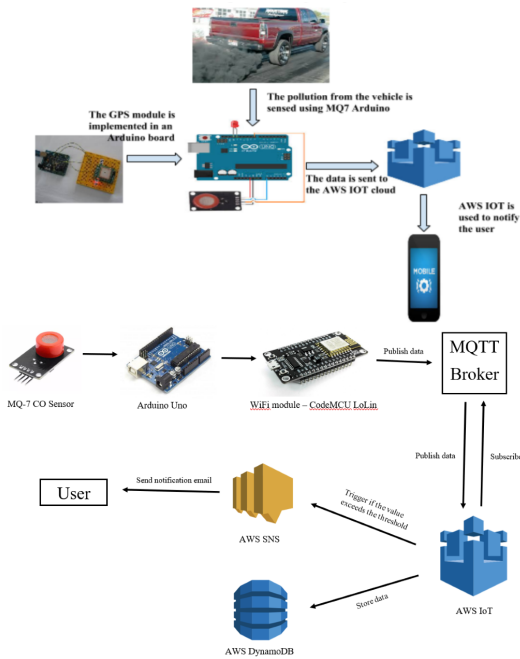 The pollution from the vehicle is
sensed using MQ7 Arduino
The GPS module is
implemented in an
Arduino board
The data is sent to
the AWS IOT cloud
AWS IOT is
used to notify
the user
MOBILE
MQ-7 CO Sensor
Arduino Uno
WiFi module – CodeMCU LoLin
Publish data
MQTT
Broker
Publish data
Subscribe
User
Send notification email
AWS SNS
Trigger if the value
exceeds the threshold
AWS IoT
Store data
AWS DynamoDB